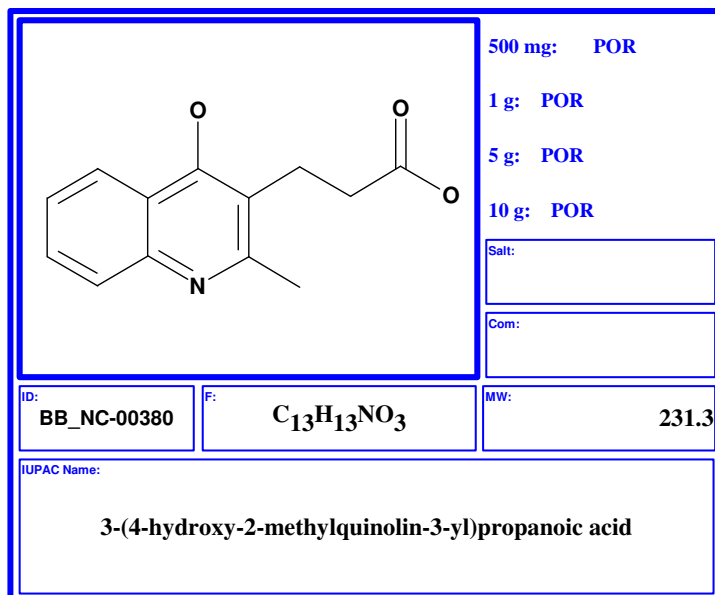 500 mg: POR
O
O
1 g: POR
5 g: POR
O
10 g: POR
Salt:
N
Com:
ID:
BB_NC-00380
F:
C13H13NO3
MW:
231.3
IUPAC Name:
3-(4-hydroxy-2-methylquinolin-3-yl)propanoic acid